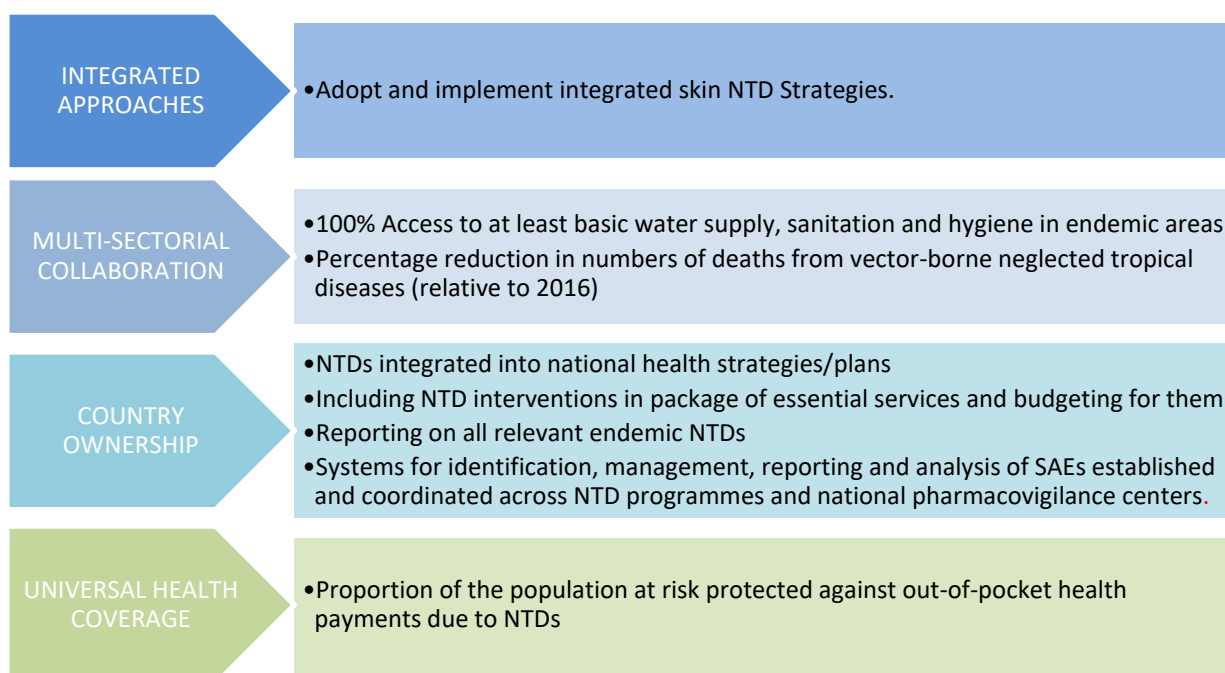 INTEGRATED
APPROACHES
•Adopt and implement integrated skin NTD Strategies.
MULTI-SECTORIAL
COLLABORATION
•100% Access to at least basic water supply, sanitation and hygiene in endemic areas
•Percentage reduction in numbers of deaths from vector-borne neglected tropical
diseases (relative to 2016)
COUNTRY
OWNERSHIP
•NTDs integrated into national health strategies/plans
•Including NTD interventions in package of essential services and budgeting for them
•Reporting on all relevant endemic NTDs
•Systems for identification, management, reporting and analysis of SAEs established
and coordinated across NTD programmes and national pharmacovigilance centers.
UNIVERSAL HEALTH
COVERAGE
•Proportion of the population at risk protected against out-of-pocket health
payments due to NTDs